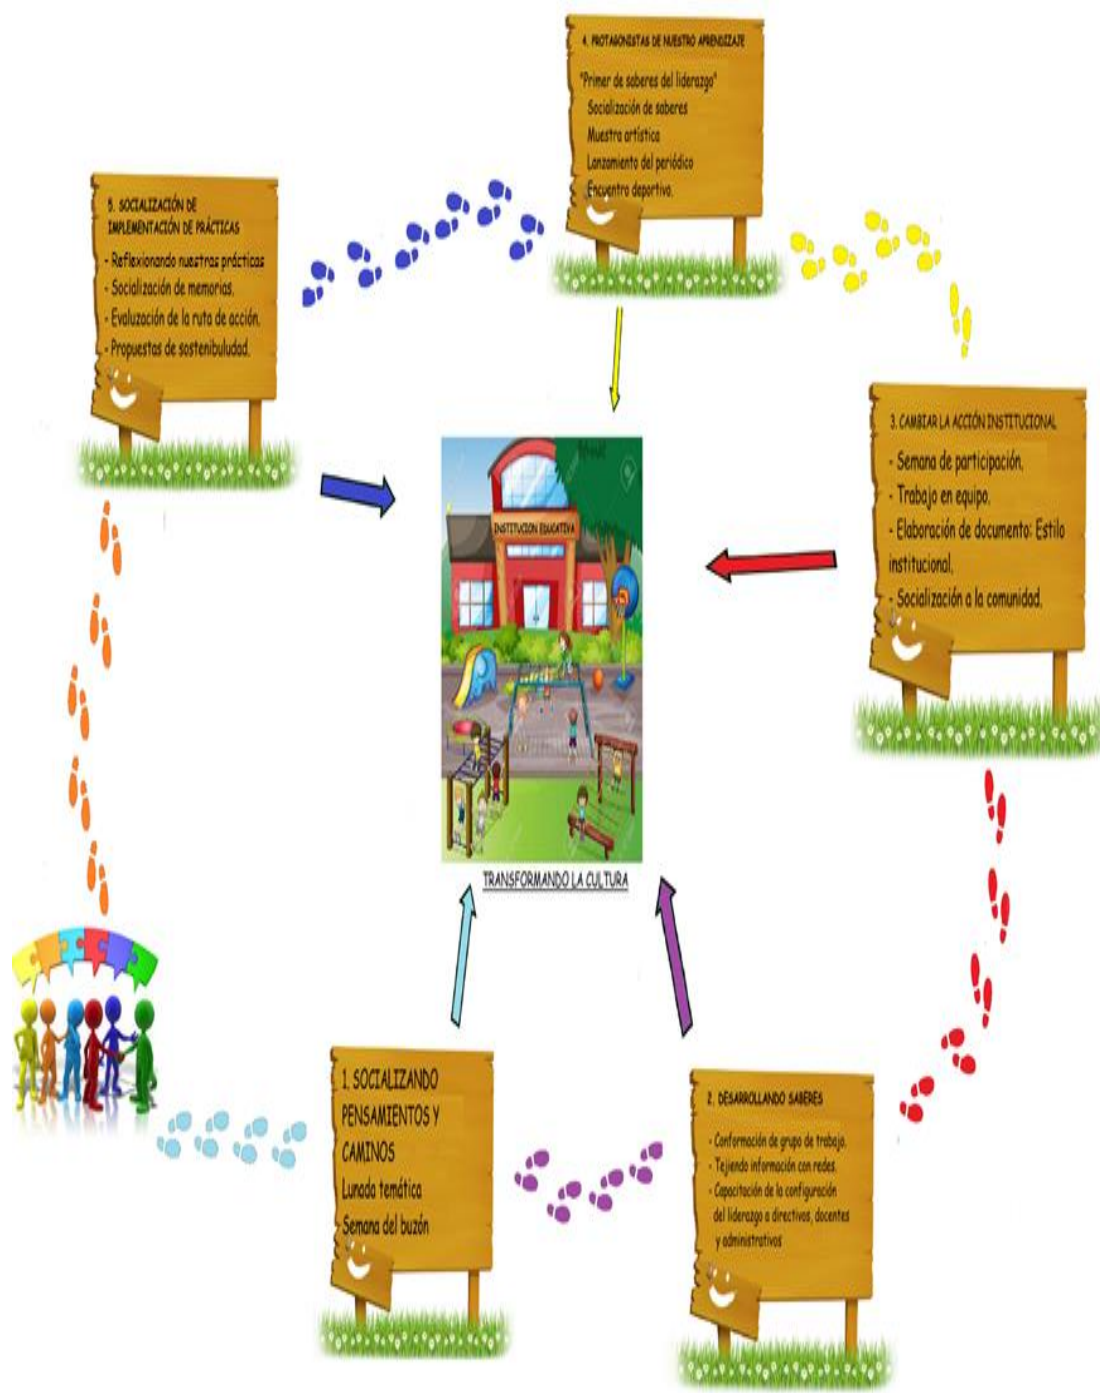 4. PROTAGONISTAS DE NUESTRO APRENDIZAJE
"Primer de saberes del liderazgo"
Socialización de saberes
Muestra artística
Lanzamiento del periódico
Encuentro deportivo.
5. SOCIALIZACIÓN DE
IMPLEMENTACIÓN DE PRÁCTICAS
- Reflexionando nuestras prácticas
- Socialización de memorias.
- Evaluzación de la ruta de acción.
- Propuestas de sostenibuludad.
3. CAMBIAR LA ACCIÓN INSTITUCIONAL
- Semana de participación.
- Trabajo en equipo.
- Elaboración de documento: Estilo
institucional.
- Socialización a la comunidad.
INSTITUCION EDUCATIVA
TRANSFORMANDO LA CULTURA
1. SOCIALIZANDO
PENSAMIENTOS Y
CAMINOS
Lunada temática
Semana del buzón
2. DESARROLLANDO SABERES
- Conformación de grupo de trabajo.
- Tejiendo información con redes.
- Capacitación de la configuración
del liderazgo a directivos, docentes
y administrativos